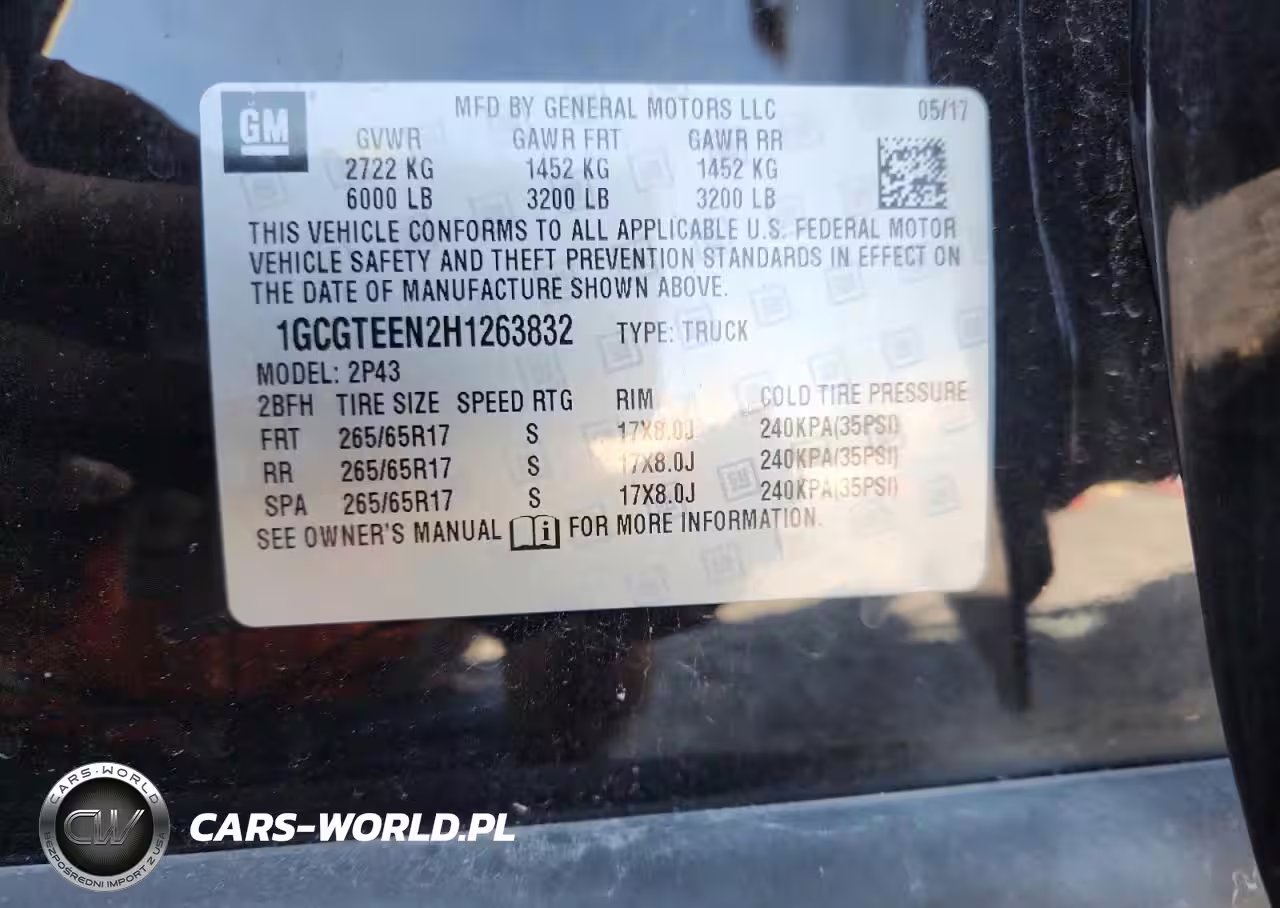 GM
MFD BY GENERAL MOTORS LLC 05/17
GVWR GAWR FRT GAWR RR
2722 KG 1452 KG 1452 KG
6000 LB 3200 LB 3200 LB
THIS VEHICLE CONFORMS TO ALL APPLICABLE U.S. FEDERAL MOTOR
VEHICLE SAFETY AND THEFT PREVENTION STANDARDS IN EFFECT ON
THE DATE OF MANUFACTURE SHOWN ABOVE.
1GCGTEEN2H1263832 TYPE: TRUCK
MODEL: 2P43
2BFH TIRE SIZE SPEED RTG RIM COLD TIRE PRESSURE
FRT 265/65R17 S 17X8.0J 240KPA(35PSI)
RR 265/65R17 S 17X8.0J 240KPA(35PSI)
SPA 265/65R17 S 17X8.0J 240KPA(35PSI)
SEE OWNER'S MANUAL FOR MORE INFORMATION.
CARS-WORLD
CW
BEZPOŚREDNI IMPORT Z USA
CARS-WORLD.PL